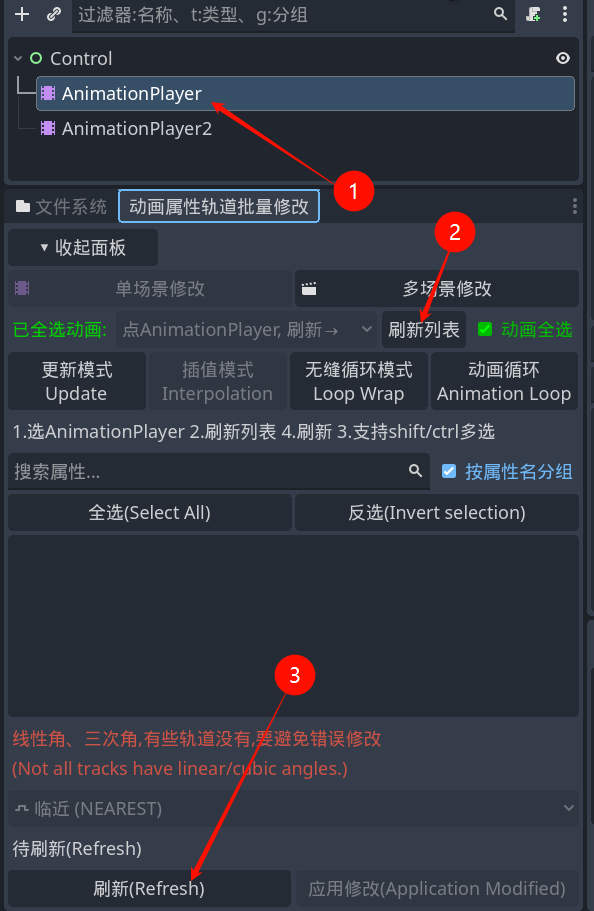 过滤器:名称、t:类型、g:分组
Control
AnimationPlayer
AnimationPlayer2
1
文件系统 动画属性轨道批量修改
2
收起面板
单场景修改 多场景修改
已全选动画: 点AnimationPlayer, 刷新→ 刷新列表 动画全选
更新模式 插值模式 无缝循环模式 动画循环
Update Interpolation Loop Wrap Animation Loop
1.选AnimationPlayer 2.刷新列表 4.刷新 3.支持shift/ctrl多选
搜索属性... 按属性名分组
全选(Select All) 反选(Invert selection)
3
线性角、三次角,有些轨道没有,要避免错误修改
(Not all tracks have linear/cubic angles.)
临近 (NEAREST)
待刷新(Refresh)
刷新(Refresh) 应用修改(Application Modified)